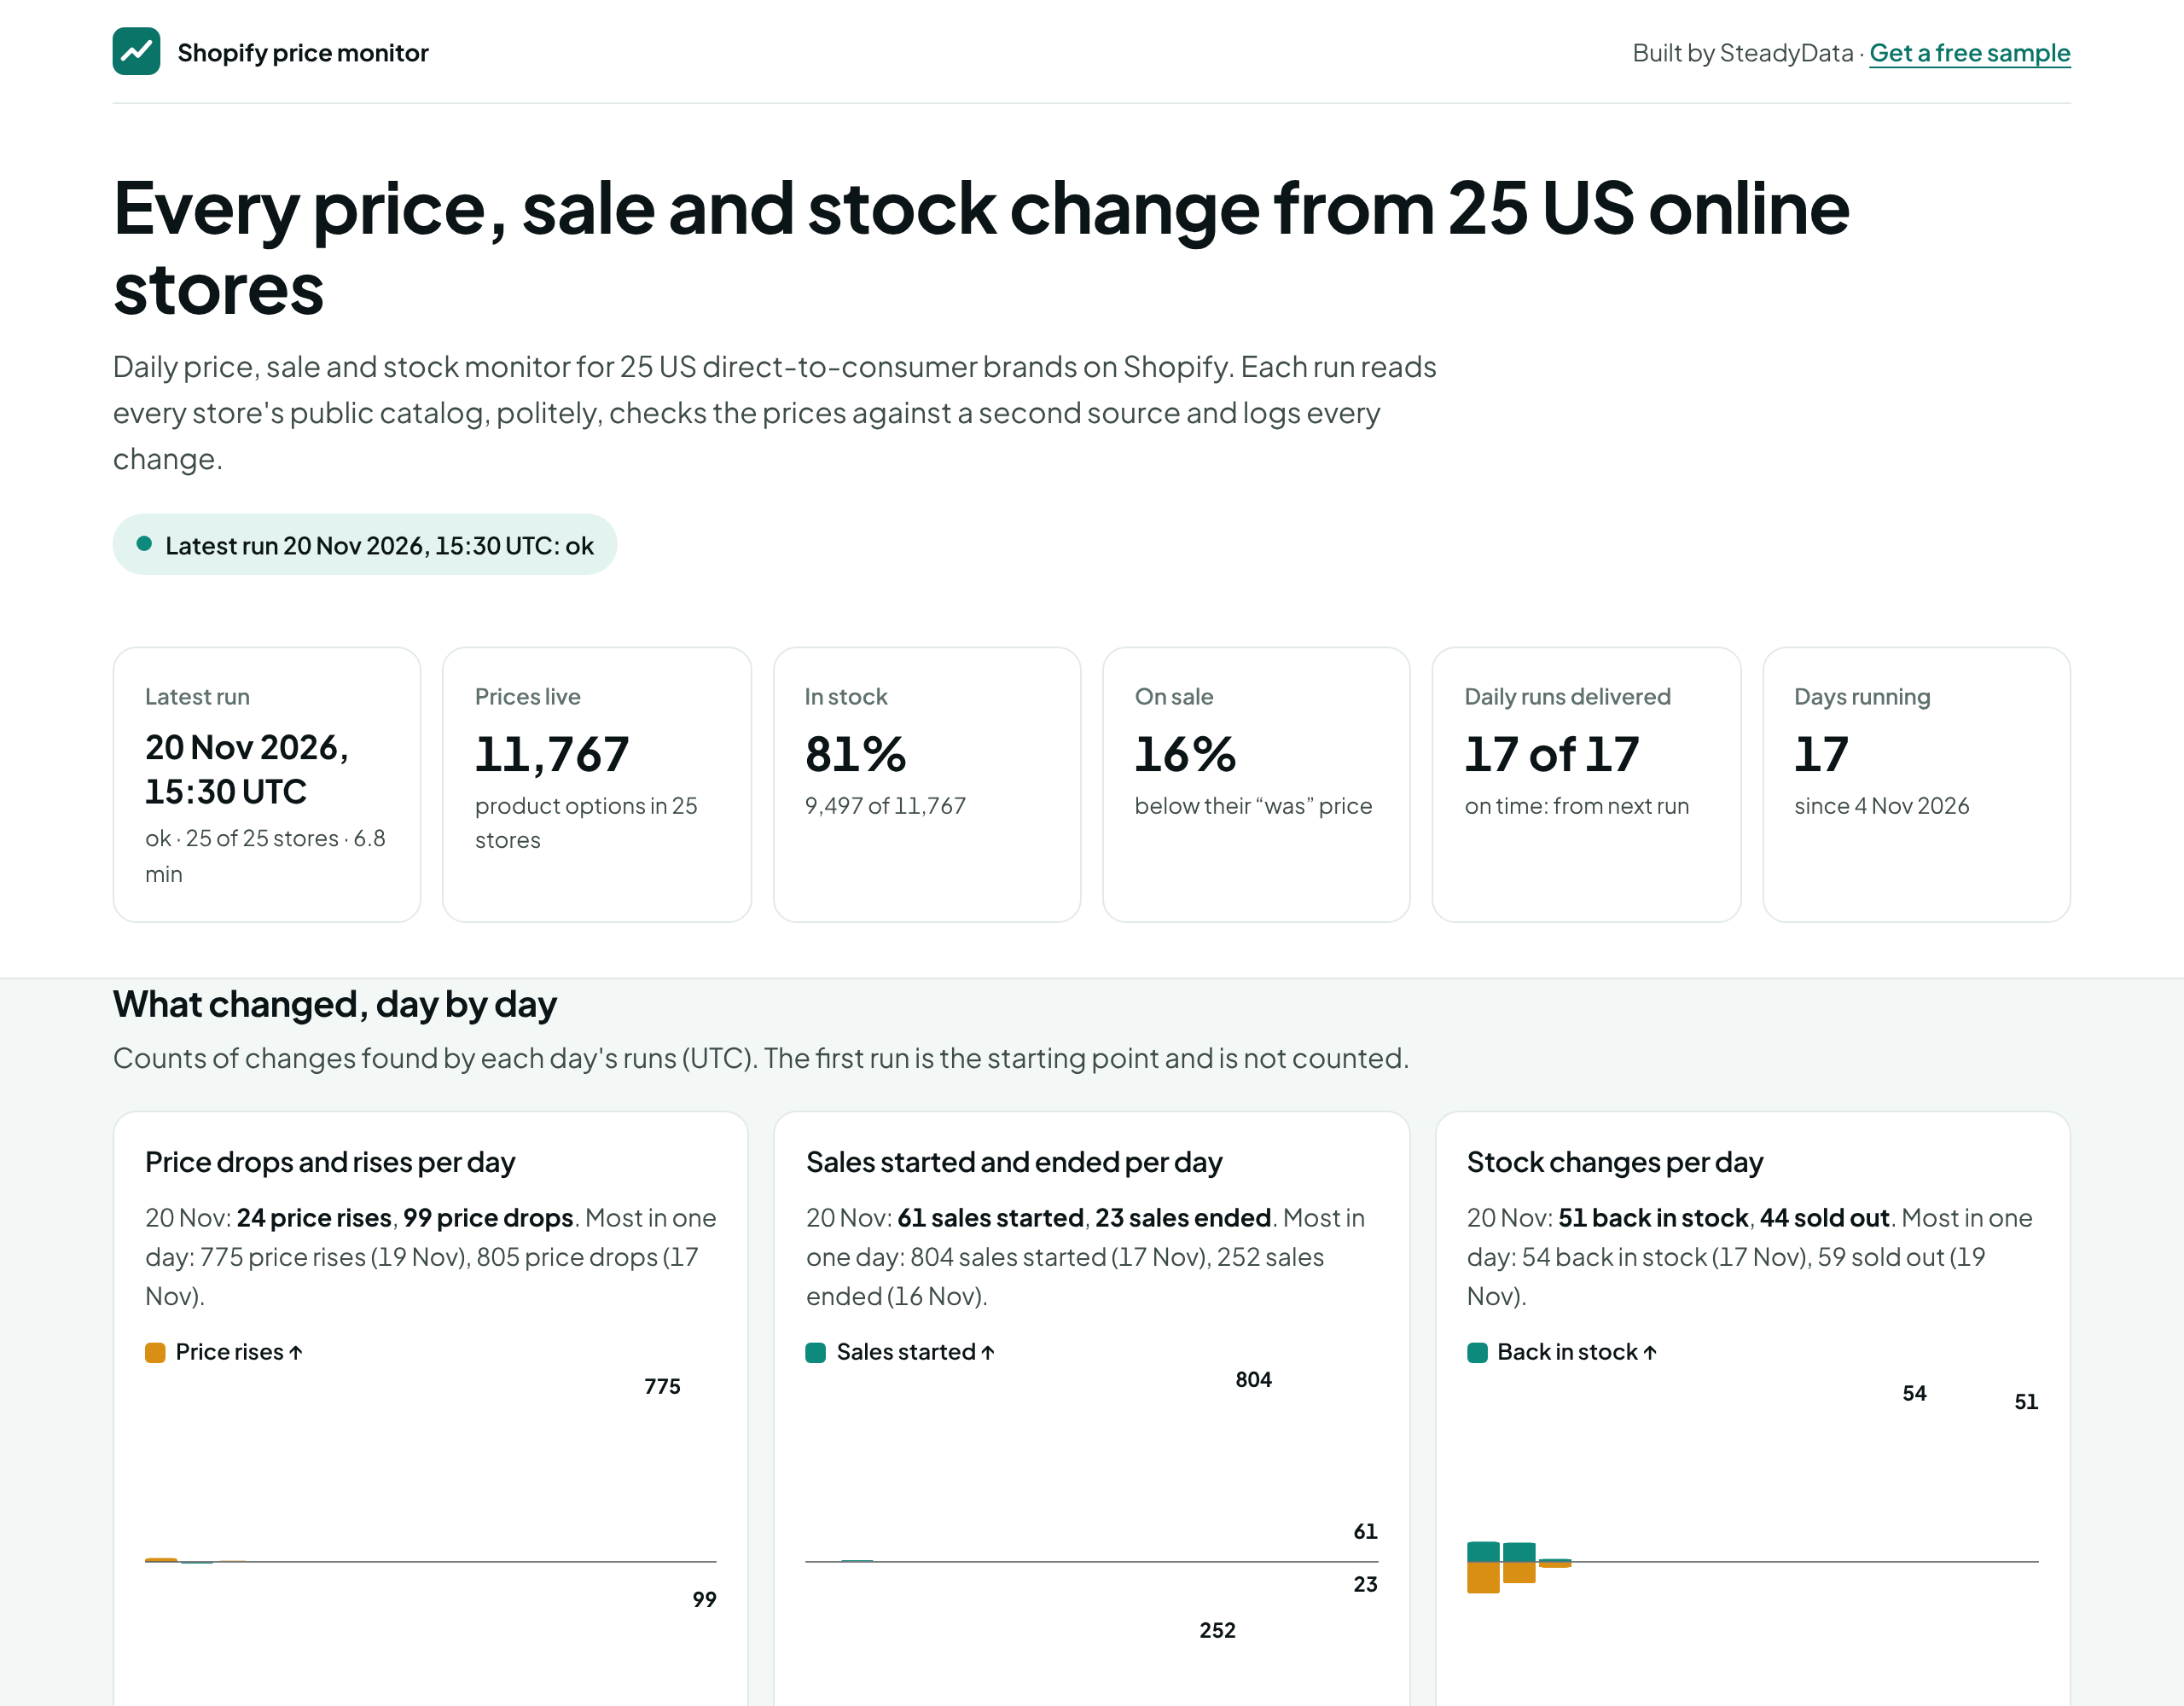 Shopify price monitor
Built by SteadyData · Get a free sample
Every price, sale and stock change from 25 US online
stores
Daily price, sale and stock monitor for 25 US direct-to-consumer brands on Shopify. Each run reads
every store's public catalog, politely, checks the prices against a second source and logs every
change.
Latest run 20 Nov 2026, 15:30 UTC: ok
Latest run
20 Nov 2026,
15:30 UTC
ok · 25 of 25 stores · 6.8
min
Prices live
11,767
product options in 25
stores
In stock
81%
9,497 of 11,767
On sale
16%
below their “was” price
Daily runs delivered
17 of 17
on time: from next run
Days running
17
since 4 Nov 2026
What changed, day by day
Counts of changes found by each day's runs (UTC). The first run is the starting point and is not counted.
Price drops and rises per day
20 Nov: 24 price rises, 99 price drops. Most in one
day: 775 price rises (19 Nov), 805 price drops (17
Nov).
Price rises ↑
775
99
Sales started and ended per day
20 Nov: 61 sales started, 23 sales ended. Most in
one day: 804 sales started (17 Nov), 252 sales
ended (16 Nov).
Sales started ↑
804
61
23
252
Stock changes per day
20 Nov: 51 back in stock, 44 sold out. Most in one
day: 54 back in stock (17 Nov), 59 sold out (19
Nov).
Back in stock ↑
54
51